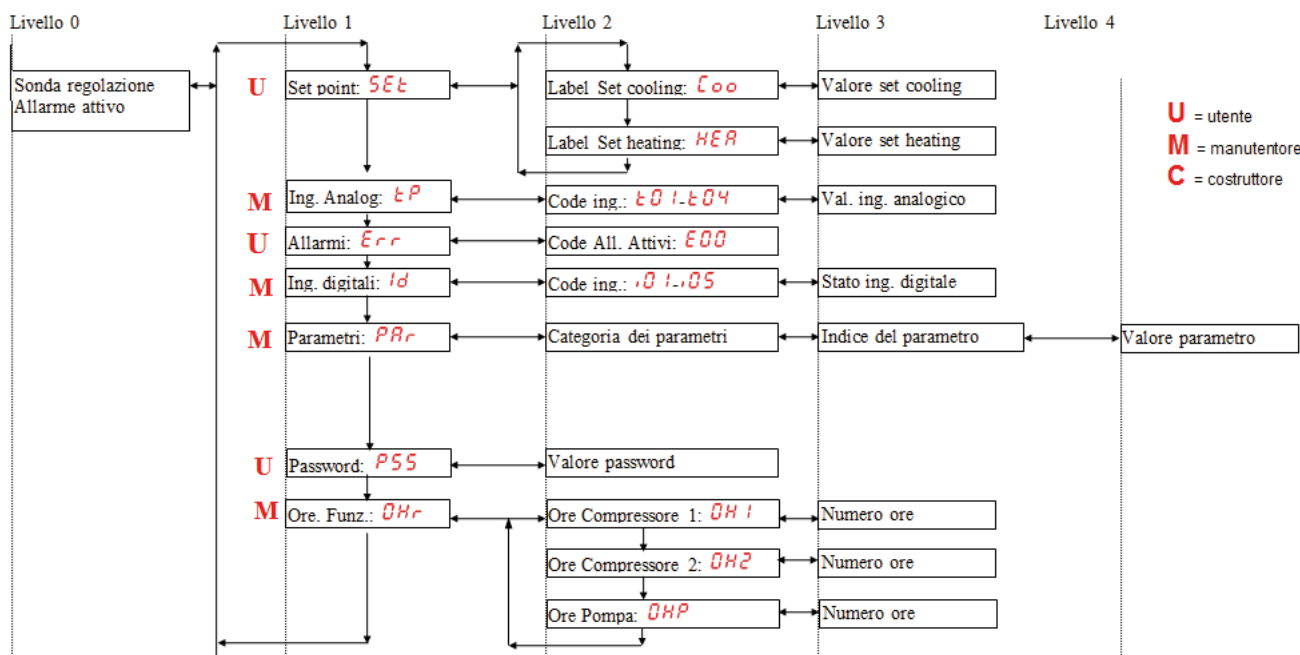 Livello 0 Livello 1 Livello 2 Livello 3 Livello 4
Sonda regolazione
Allarme attivo
U Set point: SEt Label Set cooling: Coo Valore set cooling
Label Set heating: HEA Valore set heating
U = utente
M = manutentore
C = costruttore
M Ing. Analog: tP Code ing.: t01-t04 Val. ing. analogico
U Allarmi: Err Code All. Attivi: E00
M Ing. digitali: Id Code ing.: i01-i05 Stato ing. digitale
M Parametri: PAr Categoria dei parametri Indice del parametro Valore parametro
U Password: PSS Valore password
M Ore. Funz.: OHr Ore Compressore 1: OH1 Numero ore
Ore Compressore 2: OH2 Numero ore
Ore Pompa: OHP Numero ore